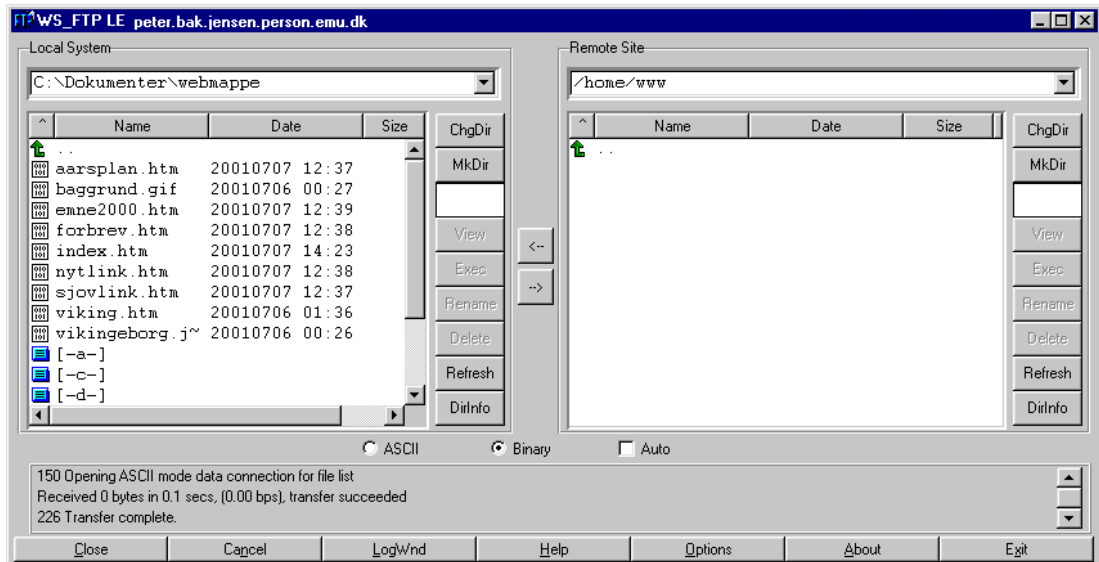 WS_FTP LE peter.bak.jensen.person.emu.dk
Local System
Remote Site
C:\Dokumenter\webmappe
/home/www
^ Name Date Size
ChgDir
^ Name Date Size
ChgDir
..
..
aarsplan.htm 20010707 12:37
MkDir
MkDir
baggrund.gif 20010706 00:27
emne2000.htm 20010707 12:39
forbrev.htm 20010707 12:38
View
View
index.htm 20010707 14:23
<--
nytlink.htm 20010707 12:38
Exec
Exec
sjovlink.htm 20010707 12:37
-->
Rename
Rename
viking.htm 20010706 01:36
vikingeborg.j~ 20010706 00:26
Delete
Delete
[-a-]
[-c-]
Refresh
Refresh
[-d-]
DirInfo
DirInfo
ASCII Binary Auto
150 Opening ASCII mode data connection for file list
Received 0 bytes in 0.1 secs, (0.00 bps), transfer succeeded
226 Transfer complete.
Close Cancel LogWnd Help Options About Exit